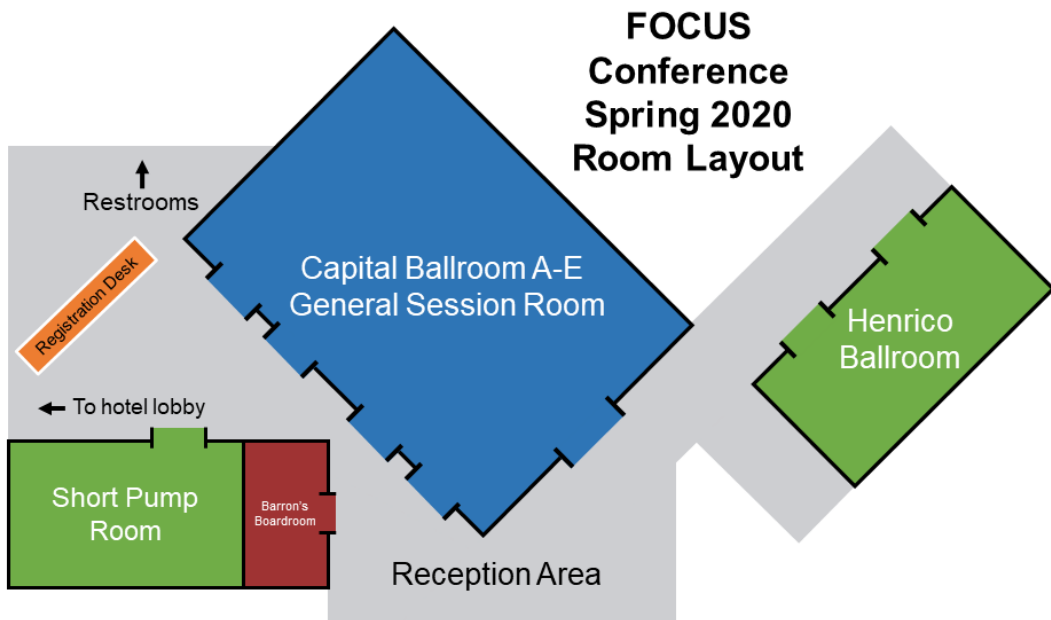 FOCUS
Conference
Spring 2020
Room Layout
Restrooms
Registration Desk
Capital Ballroom A-E
General Session Room
Henrico
Ballroom
To hotel lobby
Short Pump
Room
Barron's
Boardroom
Reception Area